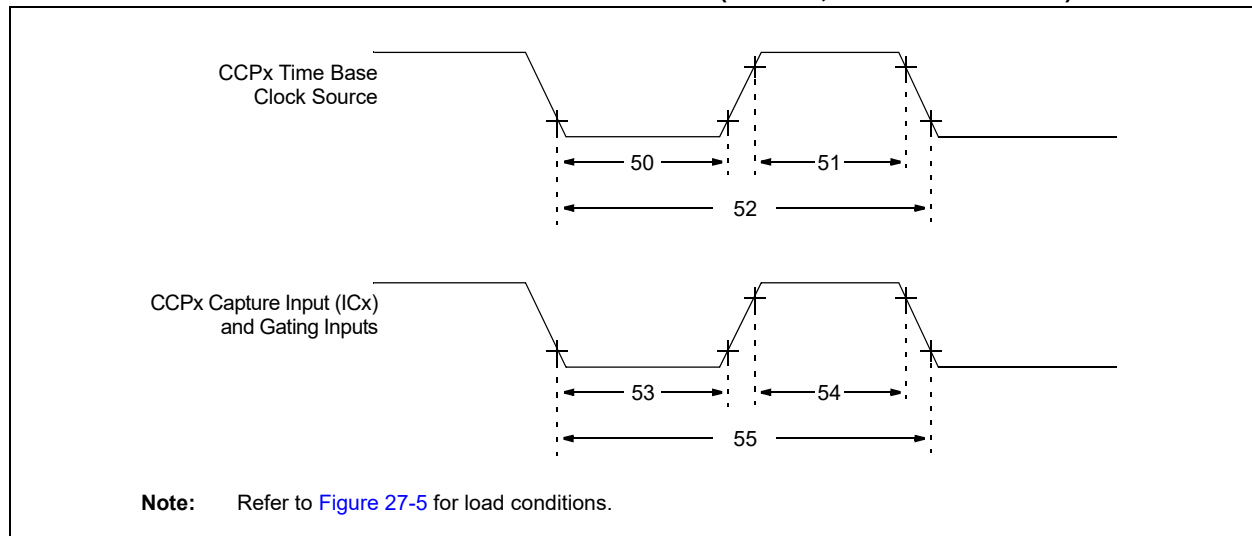 CCPx Time Base
Clock Source
50
51
52
CCPx Capture Input (ICx)
and Gating Inputs
53
54
55
Note: Refer to Figure 27-5 for load conditions.